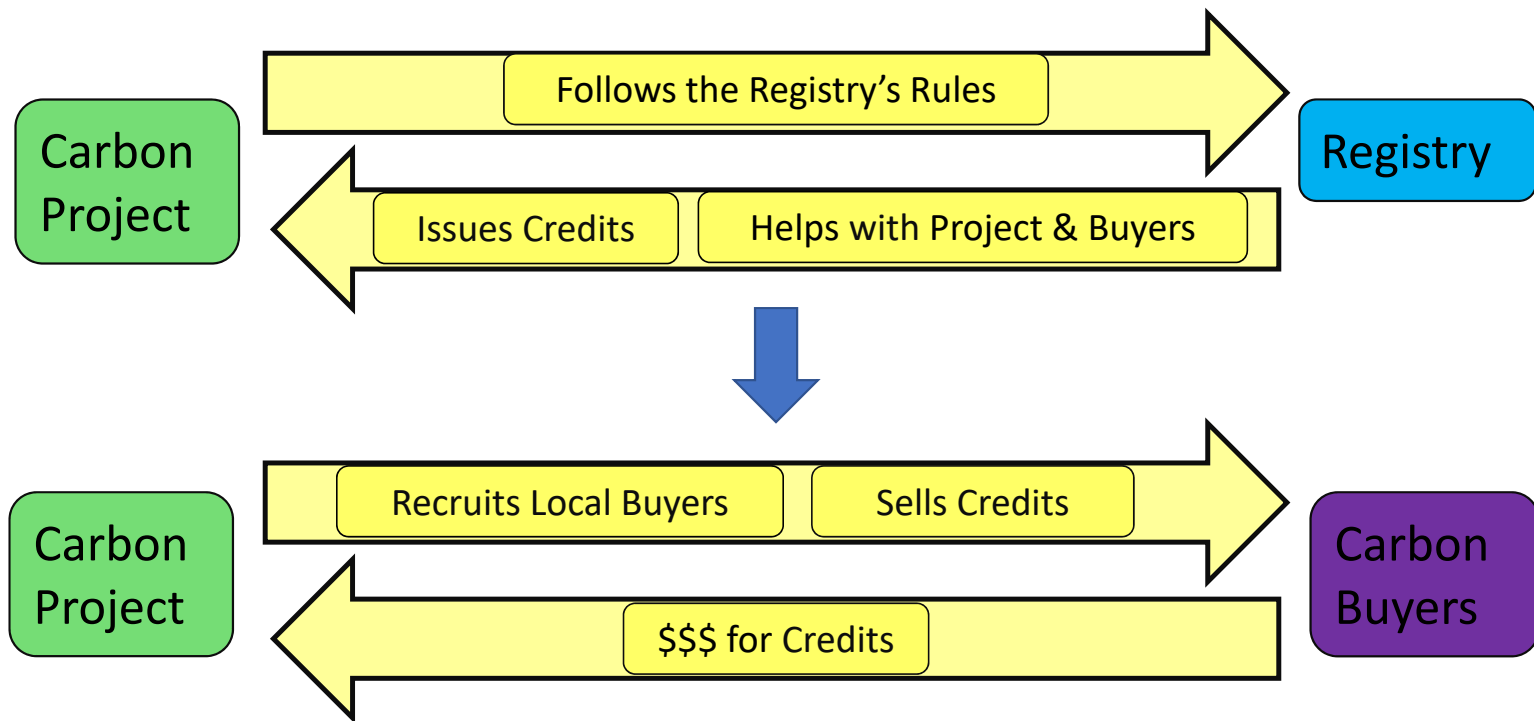 Follows the Registry’s Rules
Carbon
Project
Registry
Issues Credits
Helps with Project & Buyers
Recruits Local Buyers
Sells Credits
Carbon
Project
Carbon
Buyers
$$$ for Credits